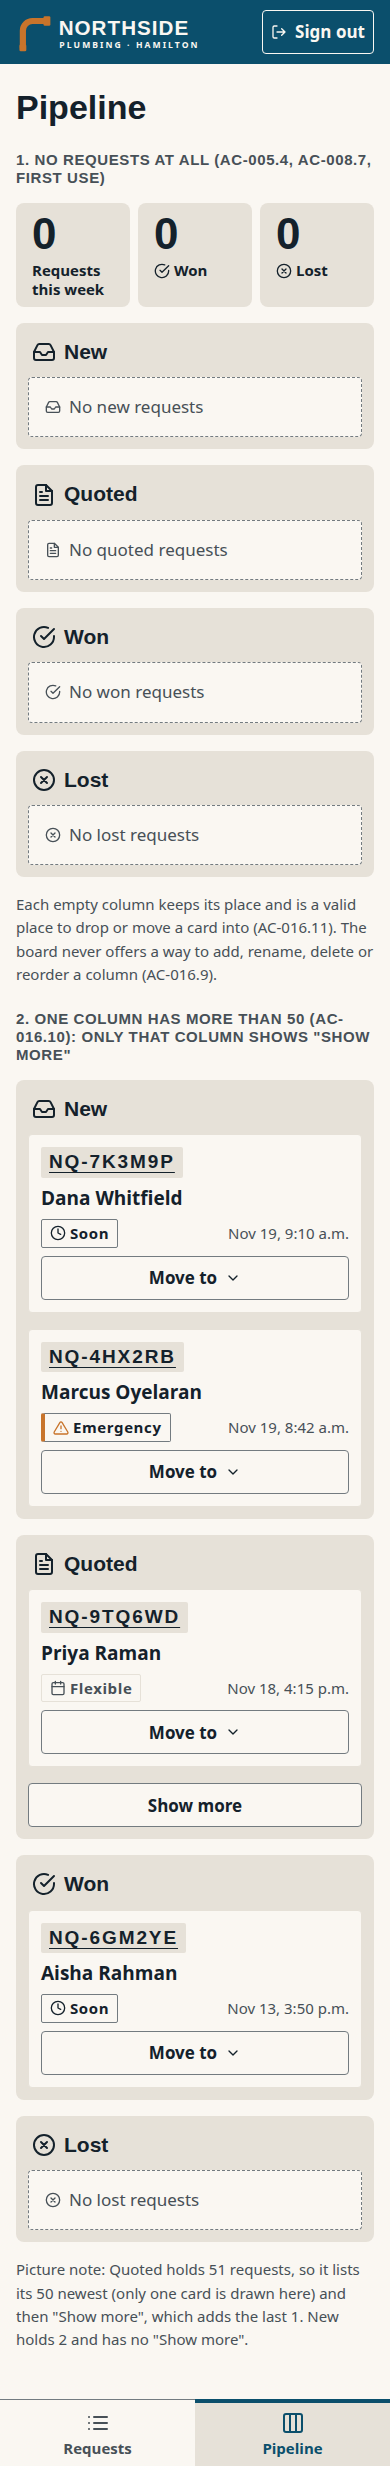 NORTHSIDE
PLUMBING · HAMILTON
Sign out
Pipeline
1. NO REQUESTS AT ALL (AC-005.4, AC-008.7,
FIRST USE)
0
Requests
this week
0
Won
0
Lost
New
No new requests
Quoted
No quoted requests
Won
No won requests
Lost
No lost requests
Each empty column keeps its place and is a valid
place to drop or move a card into (AC-016.11). The
board never offers a way to add, rename, delete or
reorder a column (AC-016.9).
2. ONE COLUMN HAS MORE THAN 50 (AC-
016.10): ONLY THAT COLUMN SHOWS "SHOW
MORE"
New
NQ-7K3M9P
Dana Whitfield
Soon
Nov 19, 9:10 a.m.
Move to
NQ-4HX2RB
Marcus Oyelaran
Emergency
Nov 19, 8:42 a.m.
Move to
Quoted
NQ-9TQ6WD
Priya Raman
Flexible
Nov 18, 4:15 p.m.
Move to
Show more
Won
NQ-6GM2YE
Aisha Rahman
Soon
Nov 13, 3:50 p.m.
Move to
Lost
No lost requests
Picture note: Quoted holds 51 requests, so it lists
its 50 newest (only one card is drawn here) and
then "Show more", which adds the last 1. New
holds 2 and has no "Show more".
Requests
Pipeline